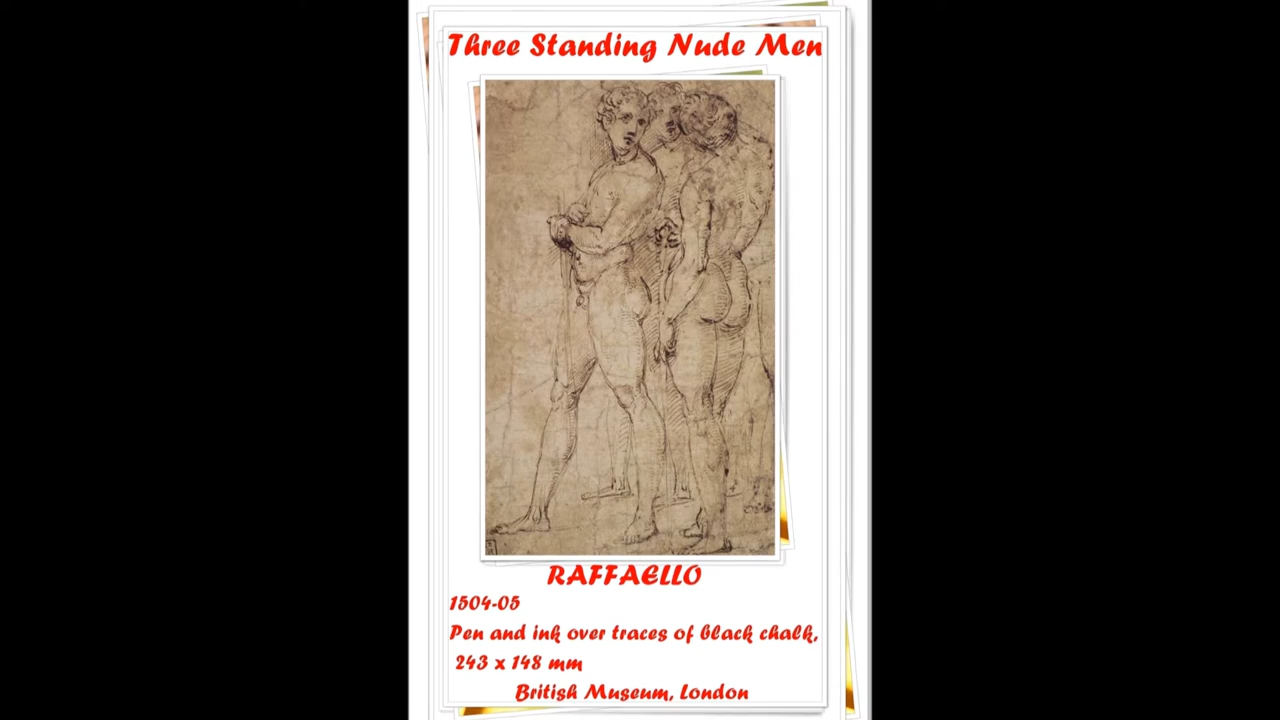 Three Standing Nude Men
RAFFAELLO
1504-05
Pen and ink over traces of black chalk,
243 x 148 mm
British Museum, London